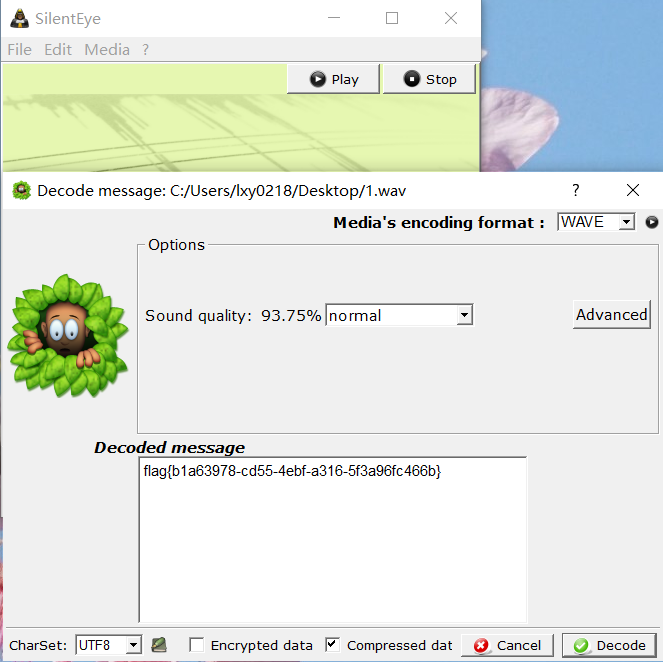 SilentEye
File Edit Media ?
Play Stop
Decode message: C:/Users/lxy0218/Desktop/1.wav ?
Media's encoding format : WAVE
Options
Sound quality: 93.75% normal Advanced
Decoded message
flag{b1a63978-cd55-4ebf-a316-5f3a96fc466b}
CharSet: UTF8 Encrypted data Compressed dat Cancel Decode